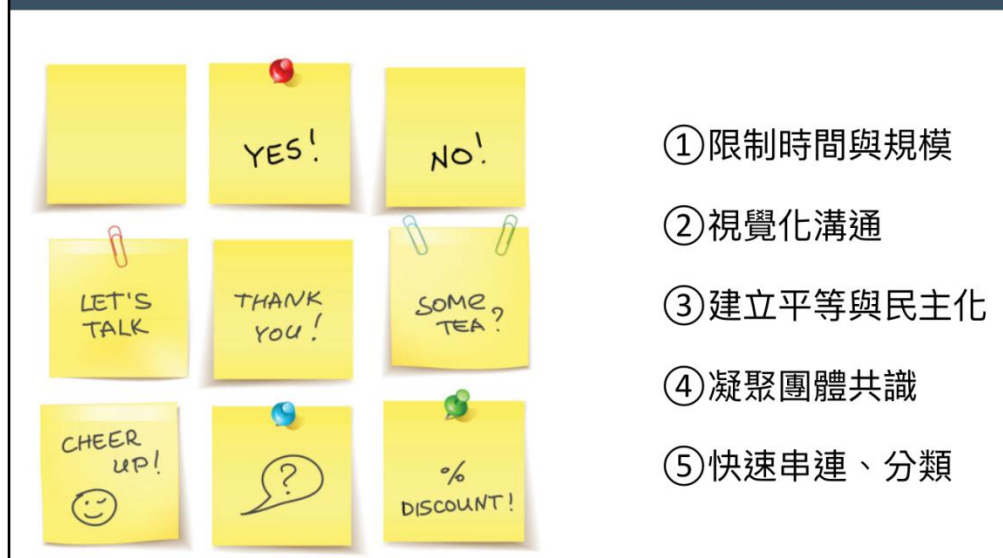 YES!
NO!
LET'S
TALK
THANK
YOU!
SOME
TEA?
CHEER
UP!
?
%
DISCOUNT!
①限制時間與規模
②視覺化溝通
③建立平等與民主化
④凝聚團體共識
⑤快速串連、分類